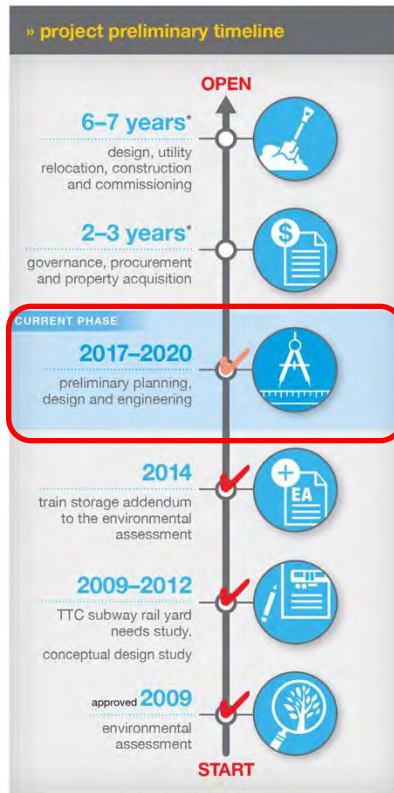 » project preliminary timeline
OPEN
6–7 years*
design, utility
relocation, construction
and commissioning
$
2–3 years*
governance, procurement
and property acquisition
CURRENT PHASE
2017–2020
preliminary planning,
design and engineering
2014
train storage addendum
to the environmental
assessment
EA
2009–2012
TTC subway rail yard
needs study.
conceptual design study
approved 2009
environmental
assessment
START